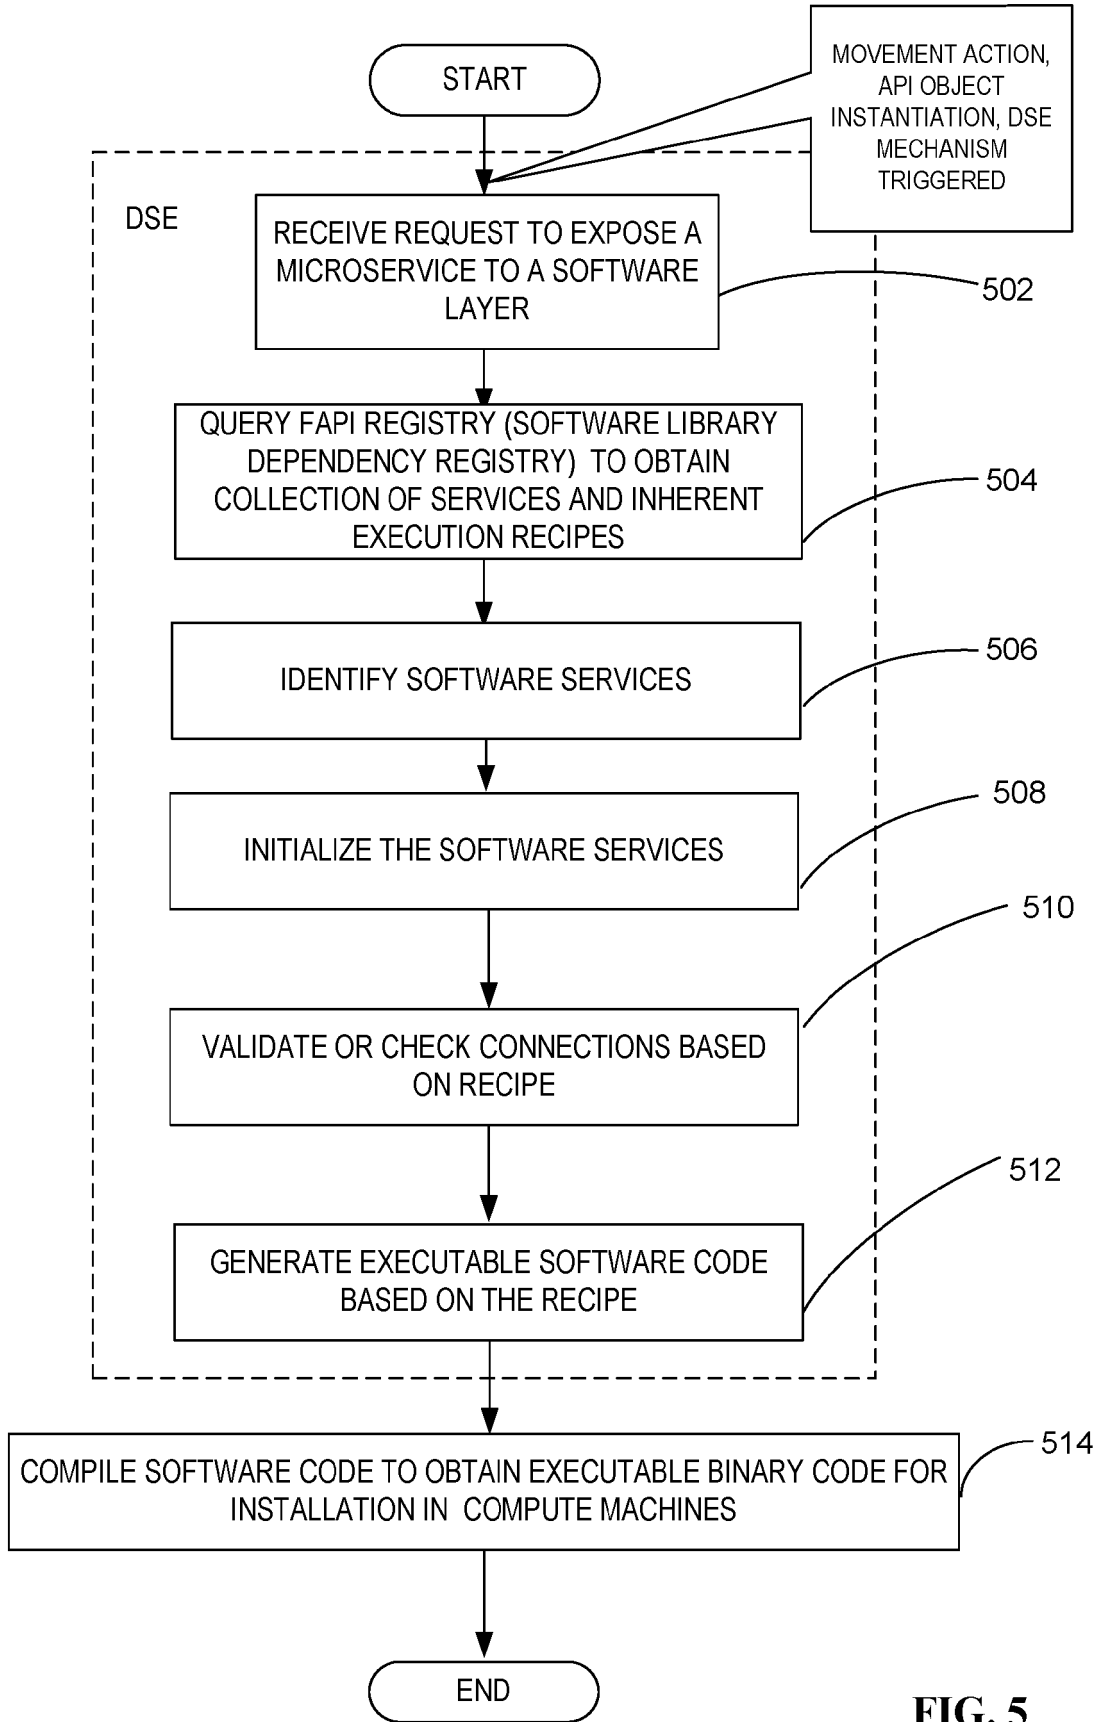 START
MOVEMENT ACTION,
API OBJECT
INSTANTIATION, DSE
MECHANISM
TRIGGERED
DSE
RECEIVE REQUEST TO EXPOSE A
MICROSERVICE TO A SOFTWARE
LAYER
502
QUERY FAPI REGISTRY (SOFTWARE LIBRARY
DEPENDENCY REGISTRY) TO OBTAIN
COLLECTION OF SERVICES AND INHERENT
EXECUTION RECIPES
504
IDENTIFY SOFTWARE SERVICES
506
INITIALIZE THE SOFTWARE SERVICES
508
VALIDATE OR CHECK CONNECTIONS BASED
ON RECIPE
510
GENERATE EXECUTABLE SOFTWARE CODE
BASED ON THE RECIPE
512
COMPILE SOFTWARE CODE TO OBTAIN EXECUTABLE BINARY CODE FOR
INSTALLATION IN COMPUTE MACHINES
514
END
FIG. 5